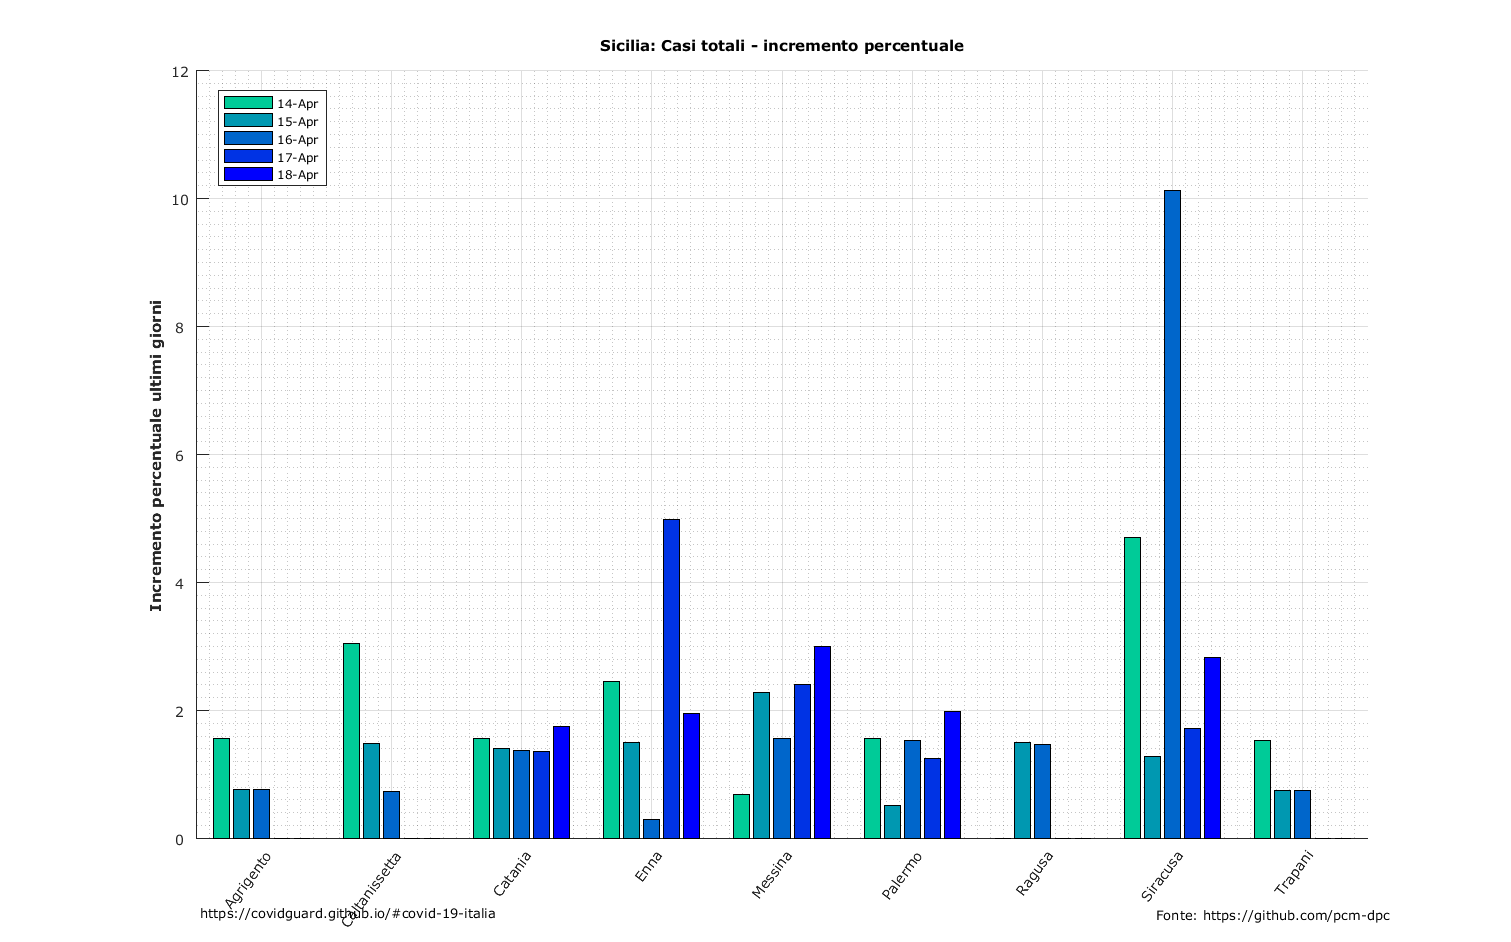 Sicilia: Casi totali - incremento percentuale
12
10
8
6
4
2
0
Incremento percentuale ultimi giorni
14-Apr
15-Apr
16-Apr
17-Apr
18-Apr
Agrigento
Caltanissetta
Catania
Enna
Messina
Palermo
Ragusa
Siracusa
Trapani
https://covidguard.github.io/#covid-19-italia
Fonte: https://github.com/pcm-dpc